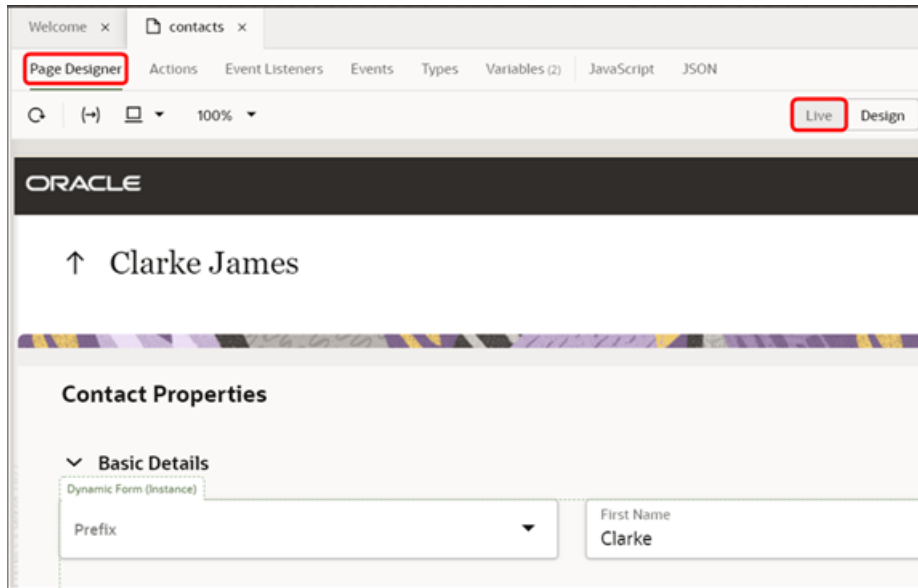 Welcome × contacts ×
Page Designer Actions Event Listeners Events Types Variables (2) JavaScript JSON
100% Live Design
ORACLE
↑ Clarke James
Contact Properties
Basic Details
Dynamic Form (Instance)
Prefix
First Name
Clarke